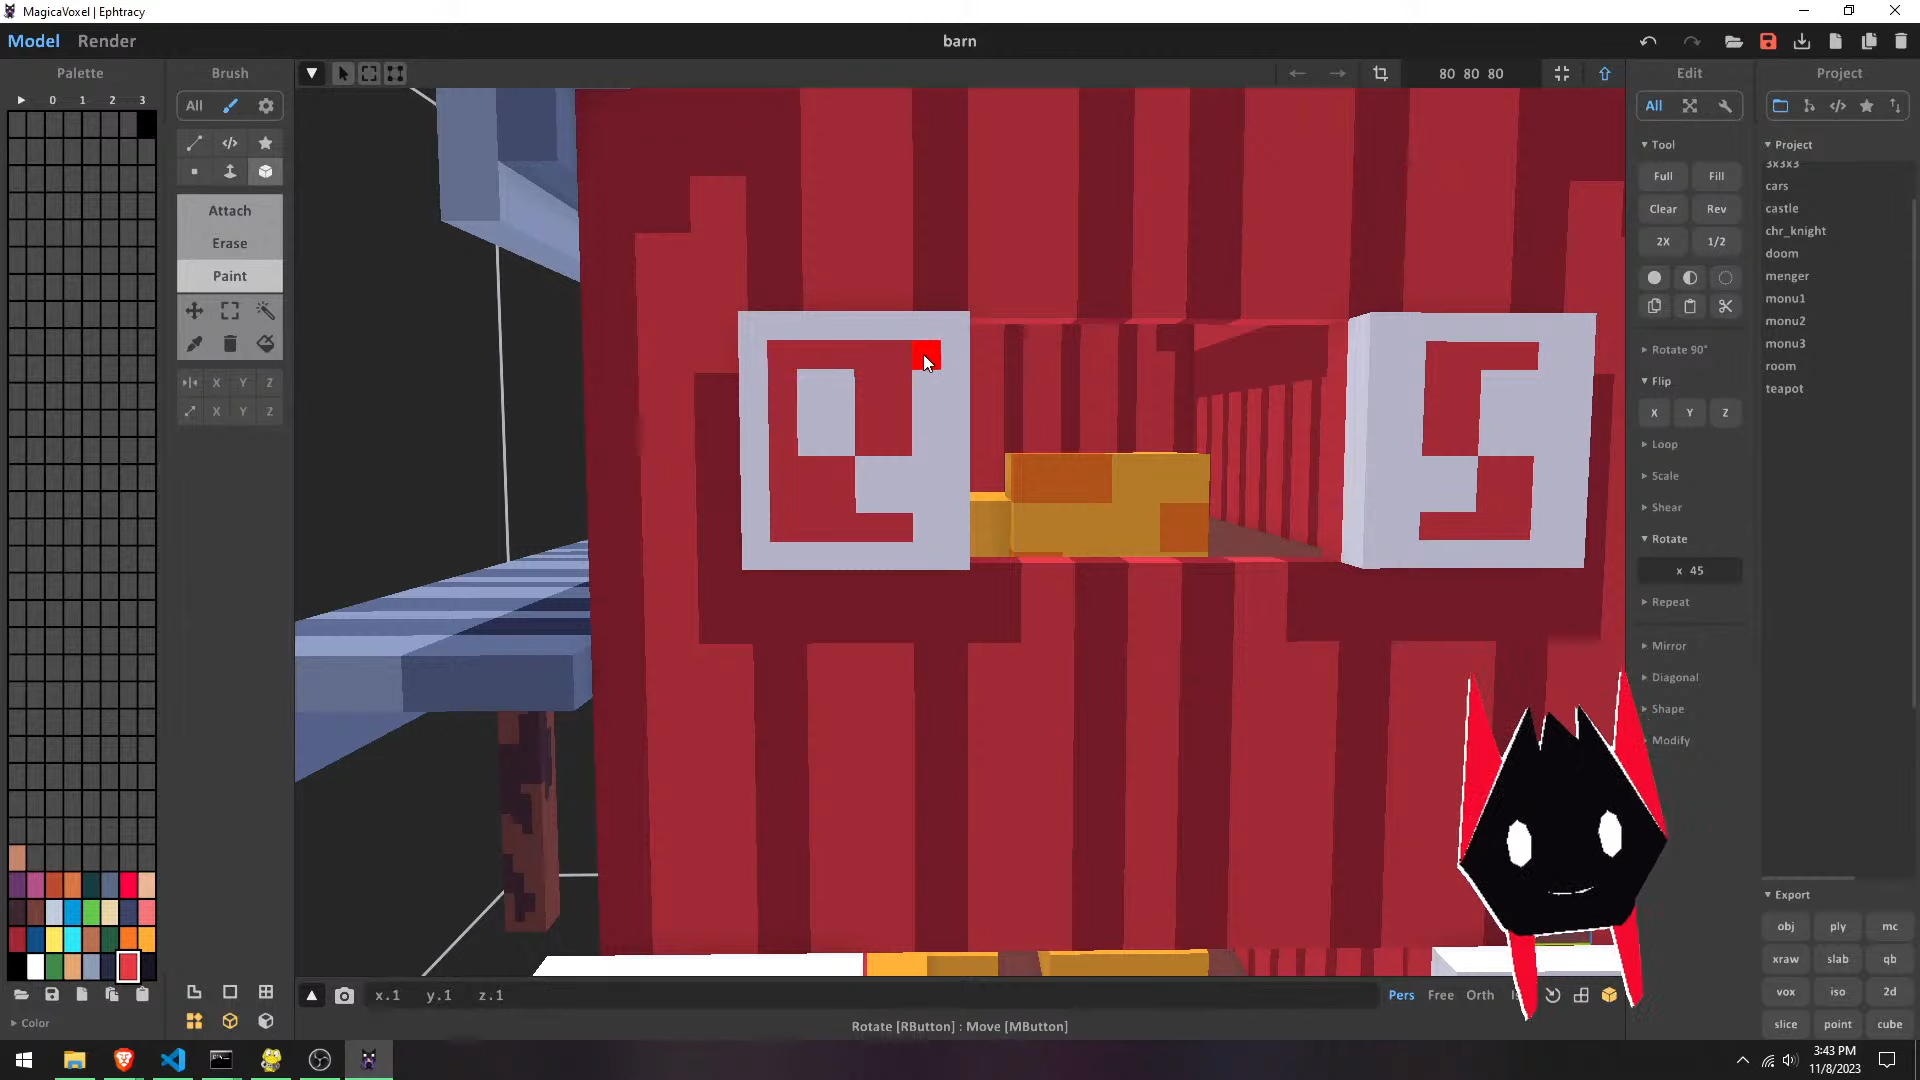 MagicaVoxel | Ephtracy
Model Render
barn
Palette
Brush
80 80 80
Edit
Project
0 1 2 3
All
All
Tool
Project
Full Fill
3x3x3
cars
Attach
Clear Rev
castle
Erase
2X 1/2
chr_knight
doom
Paint
menger
monu1
monu2
Rotate 90°
monu3
Flip
room
X Y Z
teapot
X Y Z
X Y Z
Loop
Scale
Shear
S
Rotate
x 45
Repeat
Mirror
Diagonal
Shape
Modify
Export
obj ply mc
xraw slab qb
vox iso 2d
slice point cube
x.1 y.1 z.1
Pers Free Orth
Color
Rotate [RButton] : Move [MButton]
3:43 PM
11/8/2023